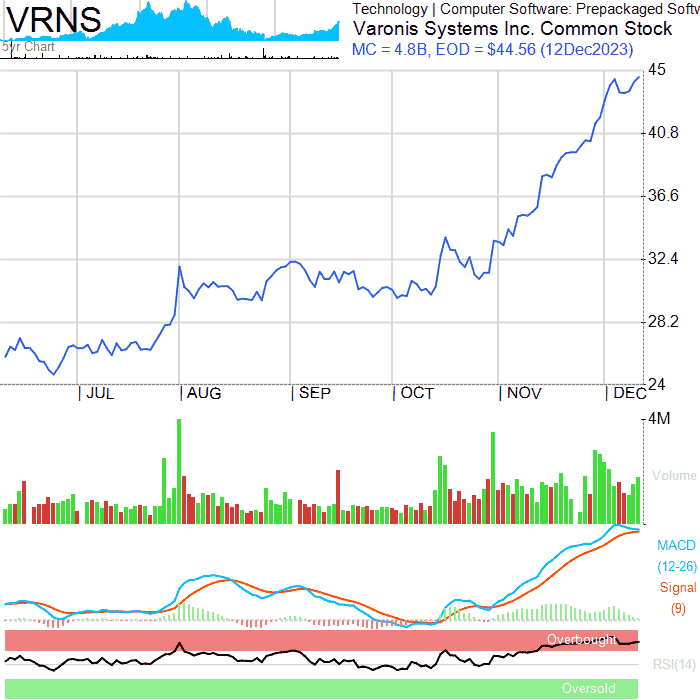 VRNS
5yr Chart
Technology | Computer Software: Prepackaged Softw
Varonis Systems Inc. Common Stock
MC = 4.8B, EOD = $44.56 (12Dec2023)
45
40.8
36.6
32.4
28.2
24
JUL AUG SEP OCT NOV DEC
4M
Volume
MACD
(12-26)
Signal
(9)
Overbought
RSI(14)
Oversold